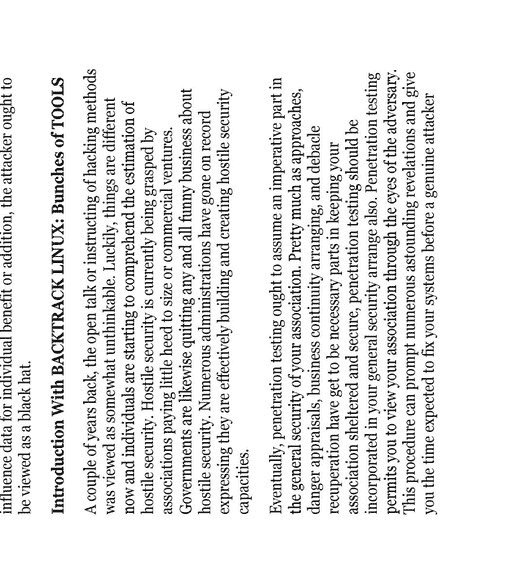 influence data for individual benefit or addition, the attacker ought to
be viewed as a black hat.
Introduction With BACKTRACK LINUX: Bunches of TOOLS
A couple of years back, the open talk or instructing of hacking methods
was viewed as somewhat unthinkable. Luckily, things are different
now and individuals are starting to comprehend the estimation of
hostile security. Hostile security is currently being grasped by
associations paying little heed to size or commercial ventures.
Governments are likewise quitting any and all funny business about
hostile security. Numerous administrations have gone on record
expressing they are effectively building and creating hostile security
capacities.
Eventually, penetration testing ought to assume an imperative part in
the general security of your association. Pretty much as approaches,
danger appraisals, business continuity arranging, and debacle
recuperation have get to be necessary parts in keeping your
association sheltered and secure, penetration testing should be
incorporated in your general security arrange also. Penetration testing
permits you to view your association through the eyes of the adversary.
This procedure can prompt numerous astounding revelations and give
you the time expected to fix your systems before a genuine attacker